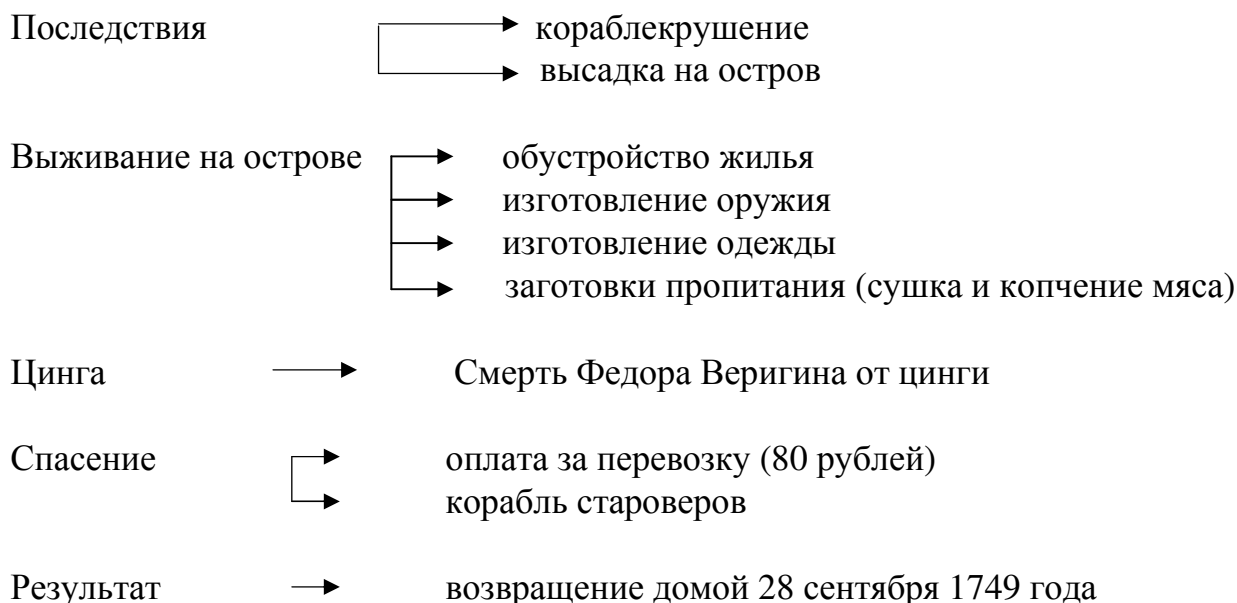 Последствия кораблекрушение
высадка на остров
Выживание на острове обустройство жилья
изготовление оружия
изготовление одежды
заготовки пропитания (сушка и копчение мяса)
Цинга Смерть Федора Веригина от цинги
Спасение оплата за перевозку (80 рублей)
корабль староверов
Результат возвращение домой 28 сентября 1749 года